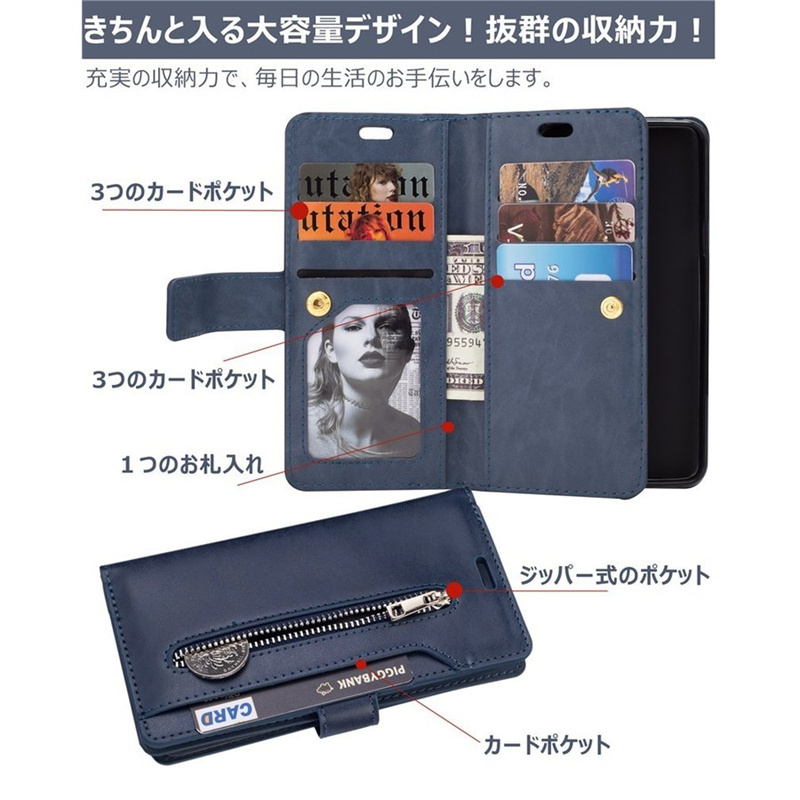 きちんと入る大容量デザイン！抜群の収納力！
充実の収納力で、毎日の生活のお手伝いをします。
3つのカードポケット
utation
utation
3つのカードポケット
１つのお札入れ
ジッパー式のポケット
PIGGYBANK
CARD
カードポケット